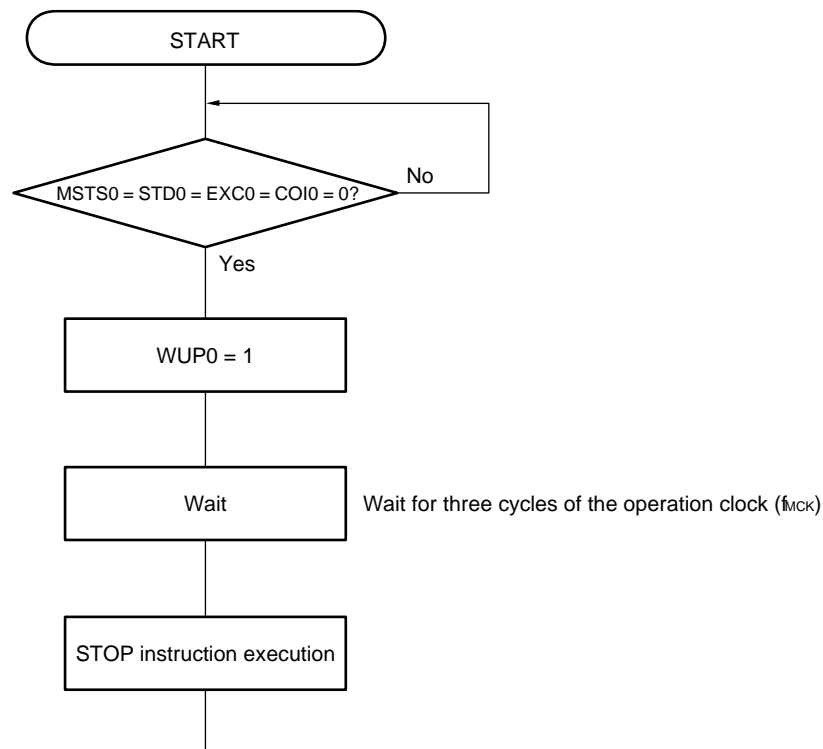 START
No
MSTS0 = STD0 = EXC0 = COI0 = 0?
Yes
WUP0 = 1
Wait
Wait for three cycles of the operation clock (fMCK)
STOP instruction execution